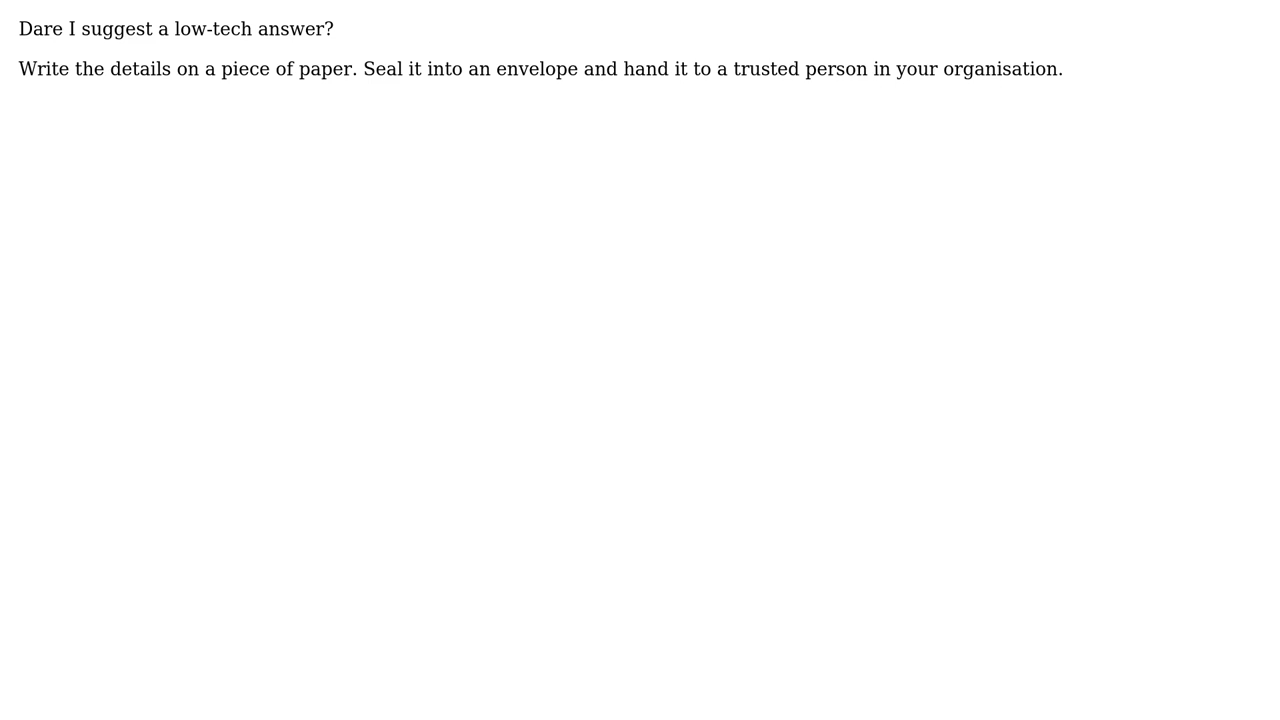 Dare I suggest a low-tech answer?
Write the details on a piece of paper. Seal it into an envelope and hand it to a trusted person in your organisation.